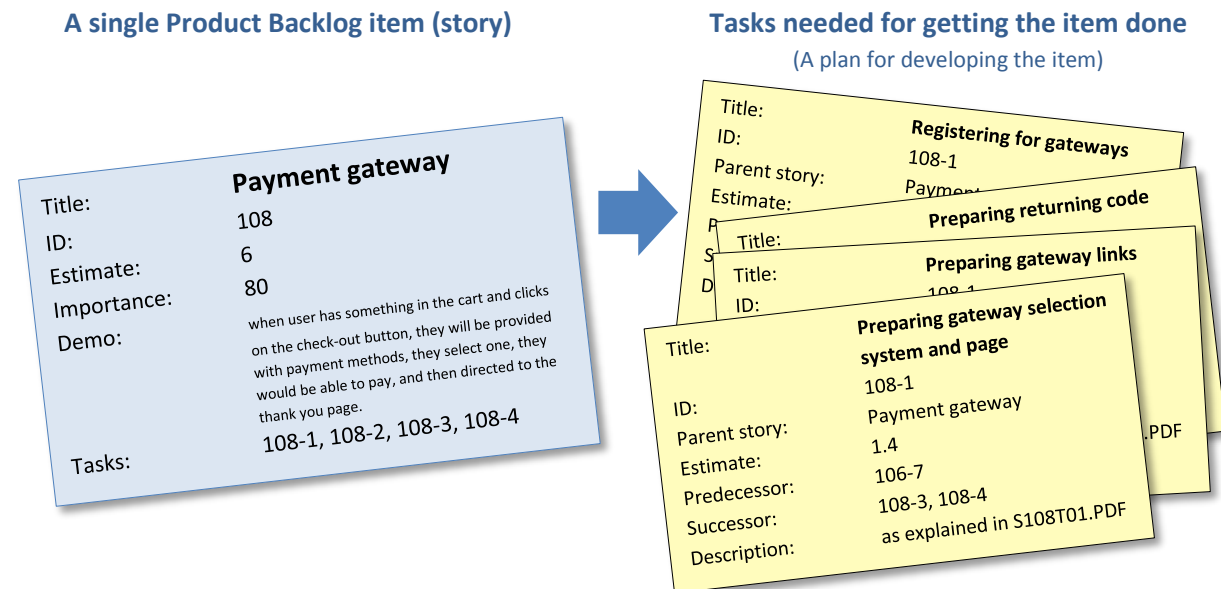 A single Product Backlog item (story)
Title: Payment gateway
ID: 108
Estimate: 6
Importance: 80
Demo: when user has something in the cart and clicks
on the check-out button, they will be provided
with payment methods, they select one, they
would be able to pay, and then directed to the
thank you page.
Tasks: 108-1, 108-2, 108-3, 108-4
Tasks needed for getting the item done
(A plan for developing the item)
Title: Registering for gateways
ID: 108-1
Parent story:
Estimate:
P
S
D
Title: Preparing returning code
Title: Preparing gateway links
ID: 108-1
.PDF
Title: Preparing gateway selection
system and page
ID: 108-1
Parent story: Payment gateway
Estimate: 1.4
Predecessor: 106-7
Successor: 108-3, 108-4
Description: as explained in S108T01.PDF